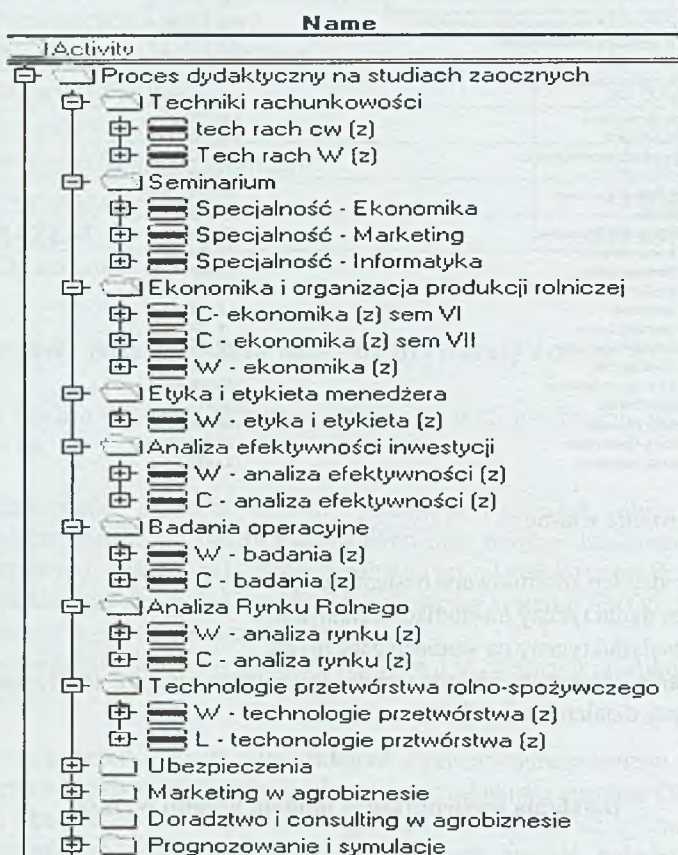 Name
Activity
Proces dydaktyczny na studiach zaocznych
Techniki rachunkowości
tech rach cw (z)
Tech rach W (z)
Seminarium
Specjalność - Ekonomika
Specjalność - Marketing
Specjalność - Informatyka
Ekonomika i organizacja produkcji rolniczej
C- ekonomika (z) sem VI
C - ekonomika (z) sem VII
W - ekonomika (z)
Etyka i etykieta menedżera
W - etyka i etykieta (z)
Analiza efektywności inwestycji
W - analiza efektywności (z)
C - analiza efektywności (z)
Badania operacyjne
W - badania (z)
C - badania (z)
Analiza Rynku Rolnego
W - analiza rynku (z)
C - analiza rynku (z)
Technologie przetwórstwa rolno-spożywczego
W - technologie przetwórstwa (z)
L - techonologie prztwórstwa (z)
Ubezpieczenia
Marketing w agrobiznesie
Doradztwo i consulting w agrobiznesie
Prognozowanie i symulacje